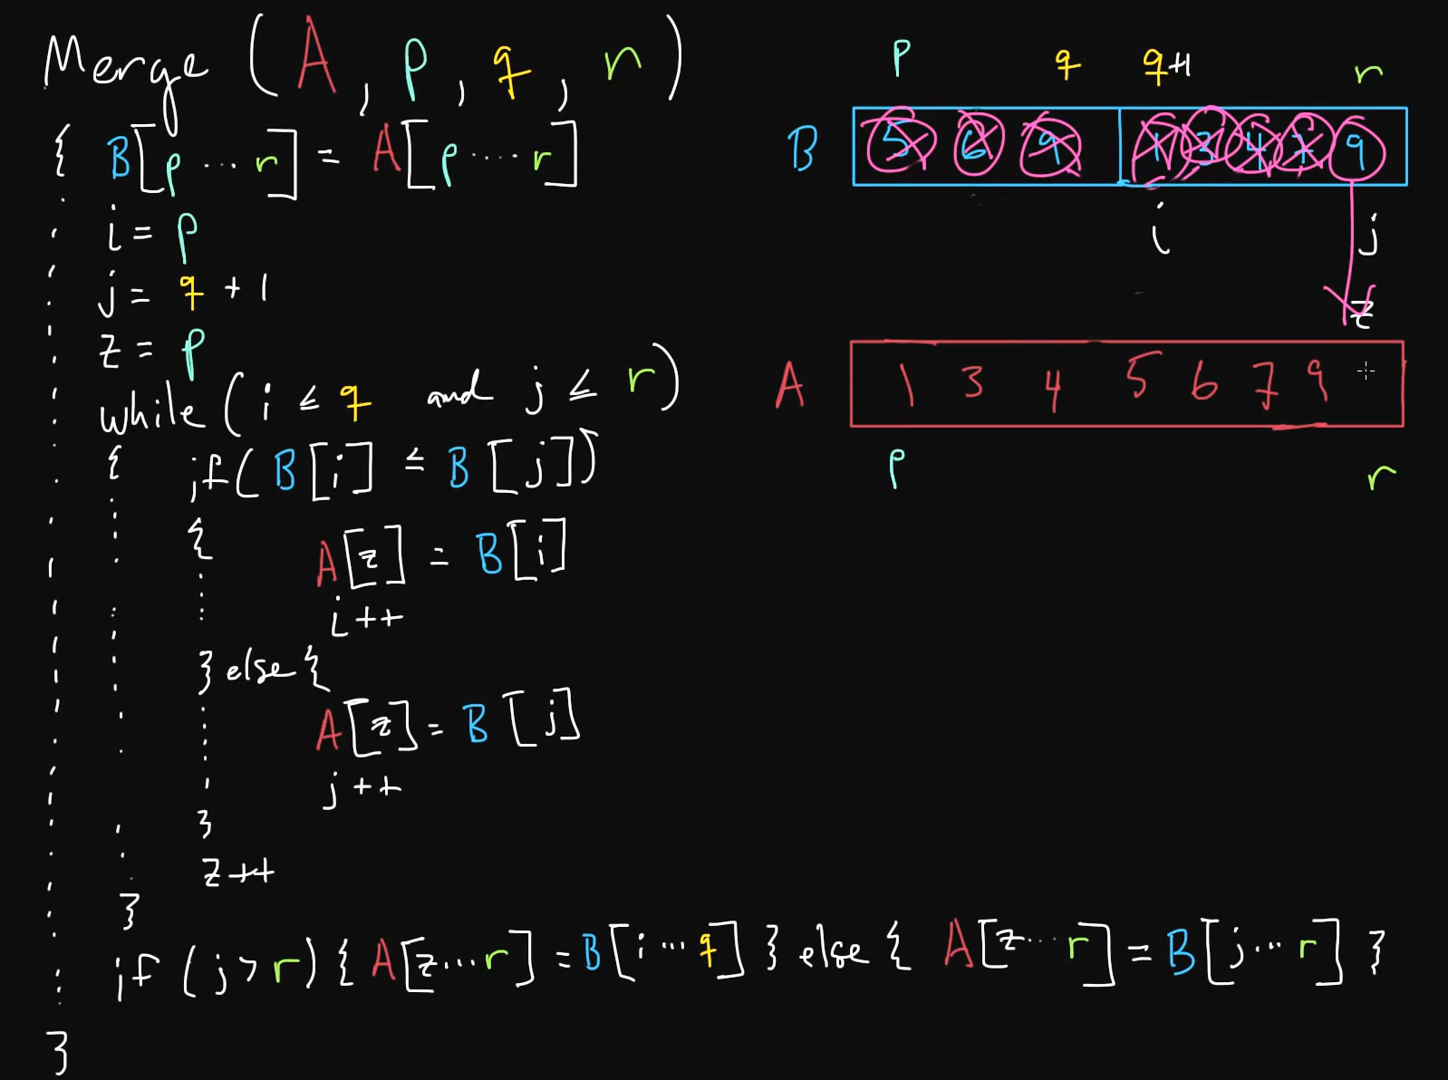 Merge (A, p, q, r)
{ B[p ... r] = A[p .... r]
i = p
j = q + 1
z = p
while (i ≤ q and j ≤ r)
{ if(B[i] ≤ B[j])
{ A[z] = B[i]
i++
} else {
A[z] = B[j]
j++
}
z++
}
if (j > r) { A[z...r] = B[i...q] } else { A[z...r] = B[j...r] }
}
p q q+1 r
B 5 6 9 1 3 4 7 9
i j
z
A 1 3 4 5 6 7 9
p r